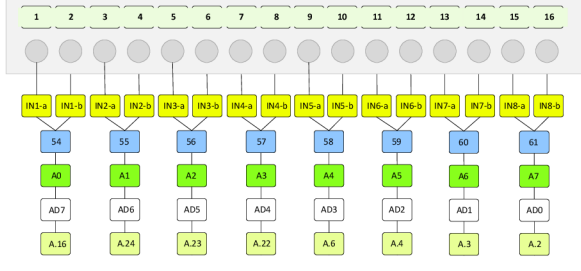 1 2 3 4 5 6 7 8 9 10 11 12 13 14 15 16
IN1-a IN1-b IN2-a IN2-b IN3-a IN3-b IN4-a IN4-b IN5-a IN5-b IN6-a IN6-b IN7-a IN7-b IN8-a IN8-b
54 55 56 57 58 59 60 61
A0 A1 A2 A3 A4 A5 A6 A7
AD7 AD6 AD5 AD4 AD3 AD2 AD1 AD0
A.16 A.24 A.23 A.22 A.6 A.4 A.3 A.2